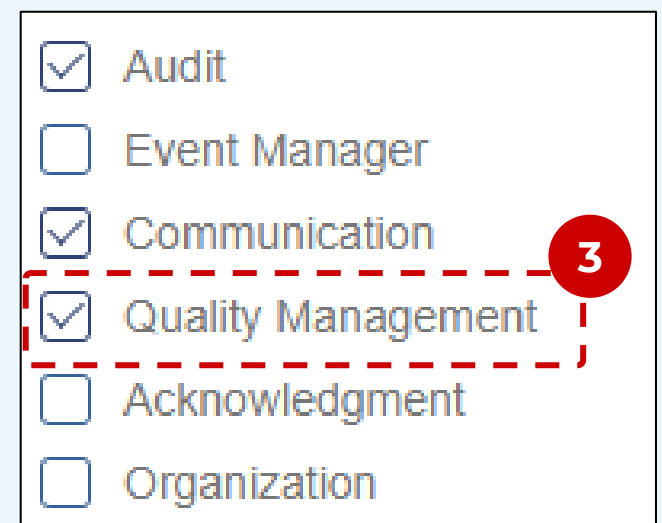 Audit
Event Manager
Communication
3
Quality Management
Acknowledgment
Organization